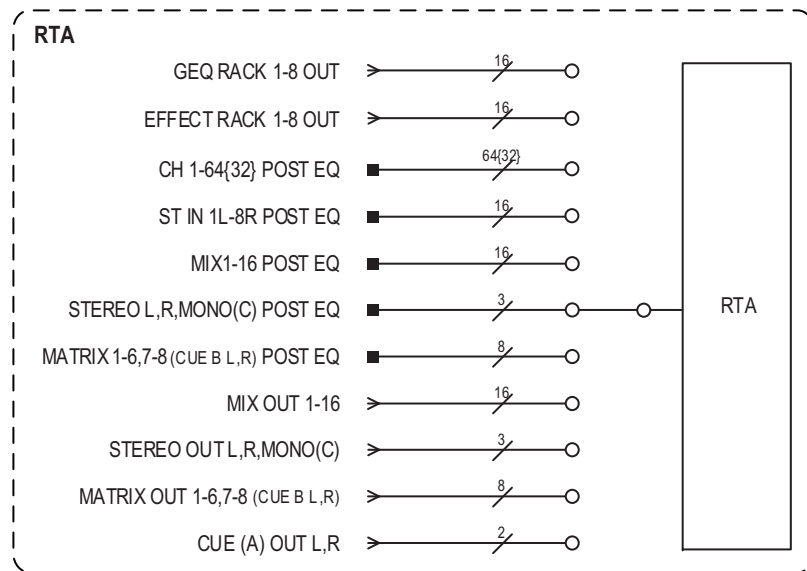 RTA
GEQ RACK 1-8 OUT 16
EFFECT RACK 1-8 OUT 16
CH 1-64{32} POST EQ 64{32}
ST IN 1L-8R POST EQ 16
MIX1-16 POST EQ 16
STEREO L,R,MONO(C) POST EQ 3 RTA
MATRIX 1-6,7-8 (CUE B L,R) POST EQ 8
MIX OUT 1-16 16
STEREO OUT L,R,MONO(C) 3
MATRIX OUT 1-6,7-8 (CUE B L,R) 8
CUE (A) OUT L,R 2